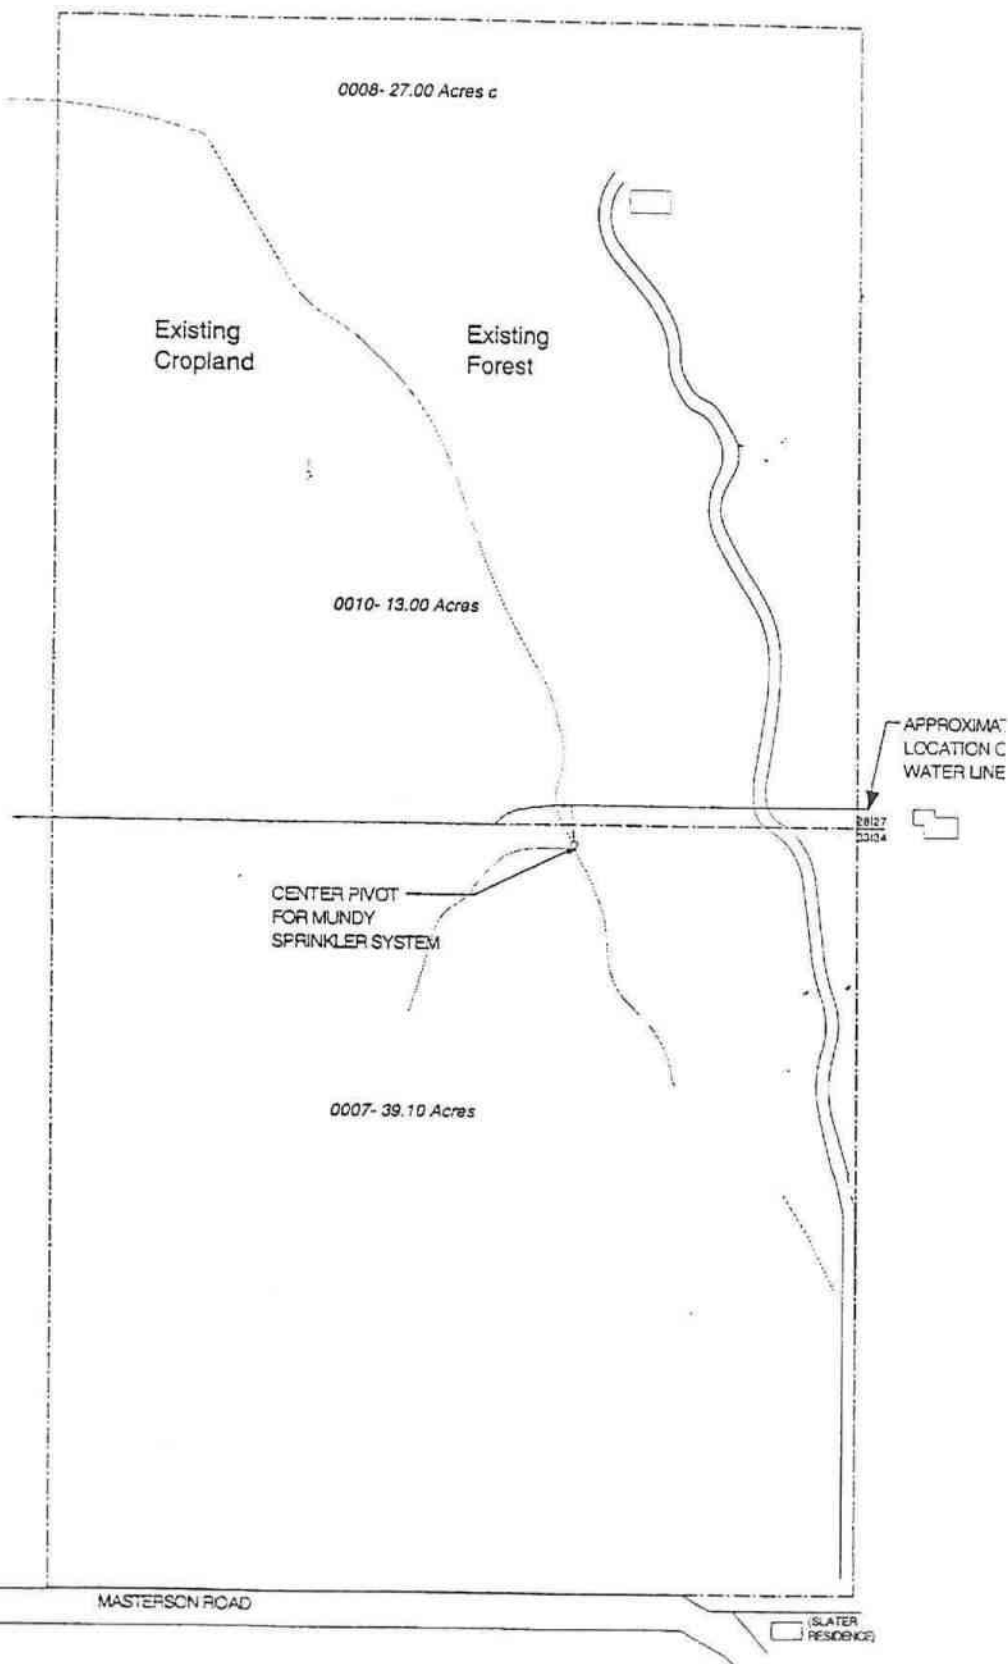 0008- 27.00 Acres c
Existing
Cropland
Existing
Forest
0010- 13.00 Acres
APPROXIMAT
LOCATION C
WATER LINE
28|27
33|34
CENTER PIVOT
FOR MUNDY
SPRINKLER SYSTEM
0007- 39.10 Acres
MASTERSON ROAD
(SLATER
RESIDENCE)